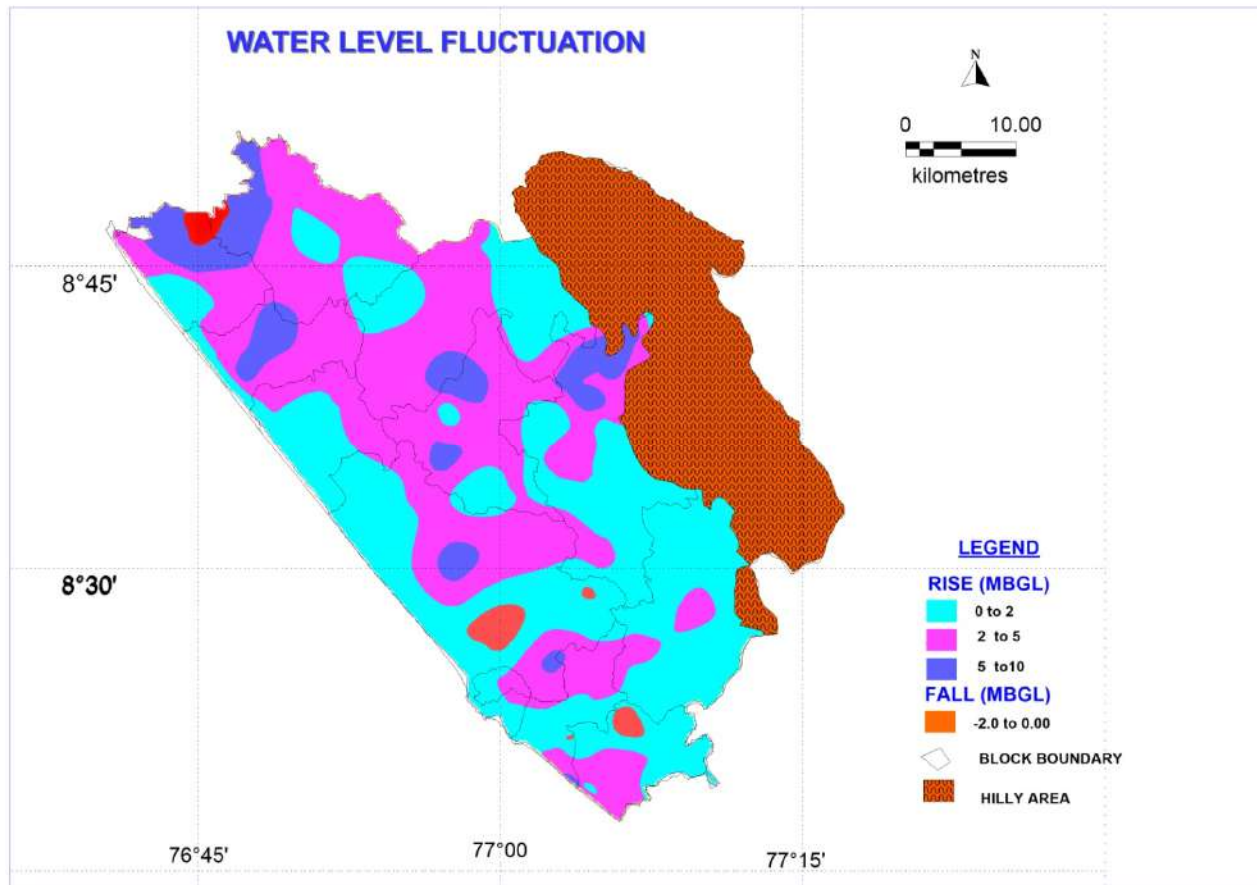 WATER LEVEL FLUCTUATION
N
0 10.00
kilometres
8°45'
8°30'
LEGEND
RISE (MBGL)
0 to 2
2 to 5
5 to10
FALL (MBGL)
-2.0 to 0.00
BLOCK BOUNDARY
HILLY AREA
76°45' 77°00 77°15'